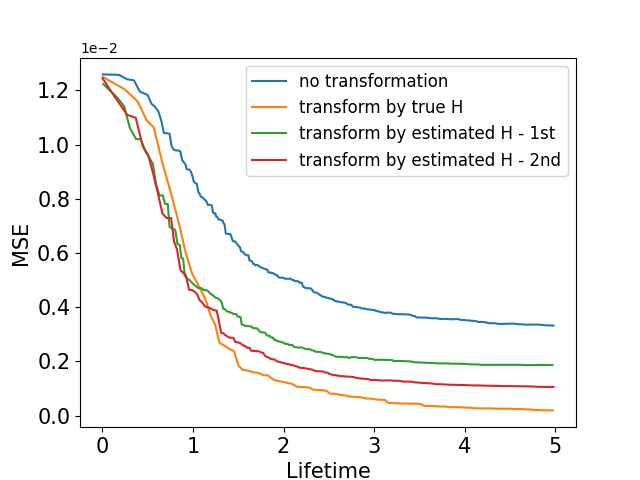 1e−2
no transformation
transform by true H
transform by estimated H - 1st
transform by estimated H - 2nd
1.2
1.0
0.8
0.6
0.4
0.2
0.0
MSE
0 1 2 3 4 5
Lifetime